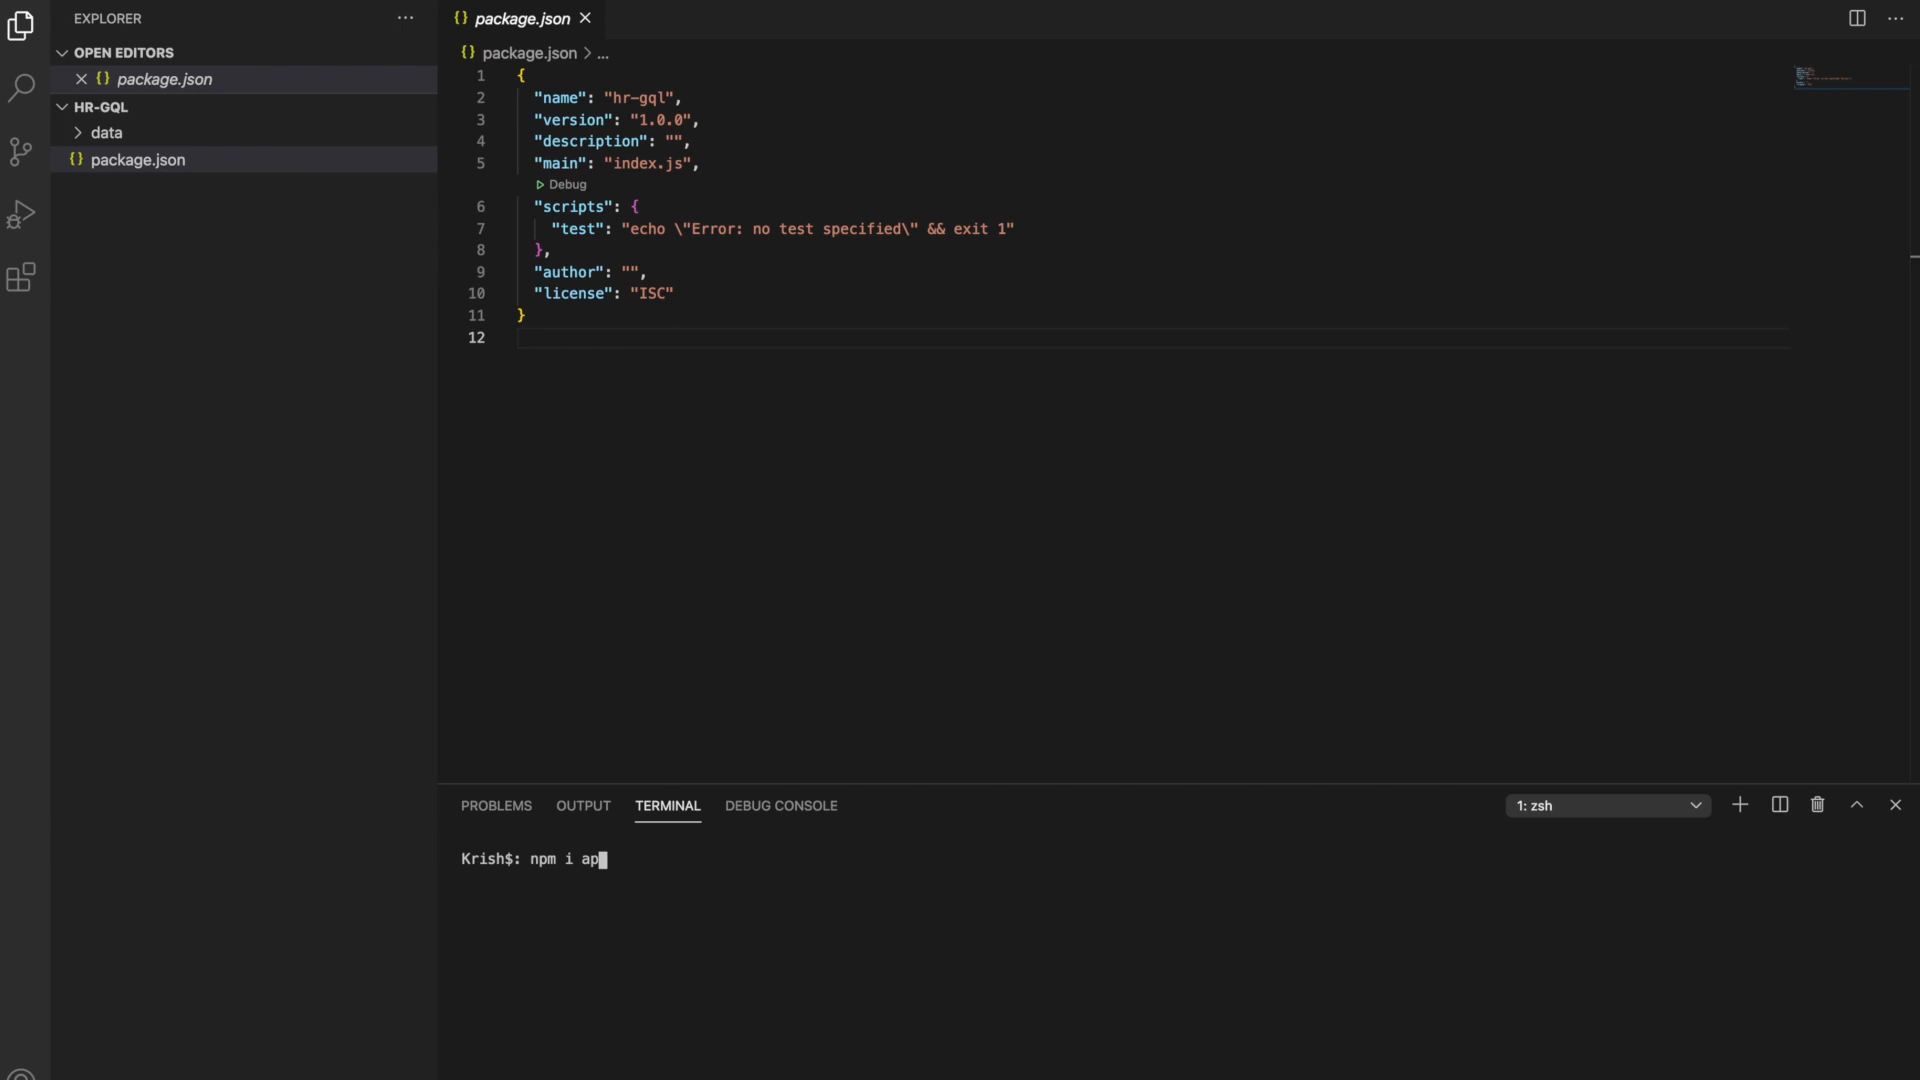 EXPLORER
OPEN EDITORS
package.json
HR-GQL
data
package.json
package.json
package.json > ...
1 {
2 "name": "hr-gql",
3 "version": "1.0.0",
4 "description": "",
5 "main": "index.js",
Debug
6 "scripts": {
7 "test": "echo \"Error: no test specified\" && exit 1"
8 },
9 "author": "",
10 "license": "ISC"
11 }
12
PROBLEMS OUTPUT TERMINAL DEBUG CONSOLE 1: zsh
Krish$: npm i ap